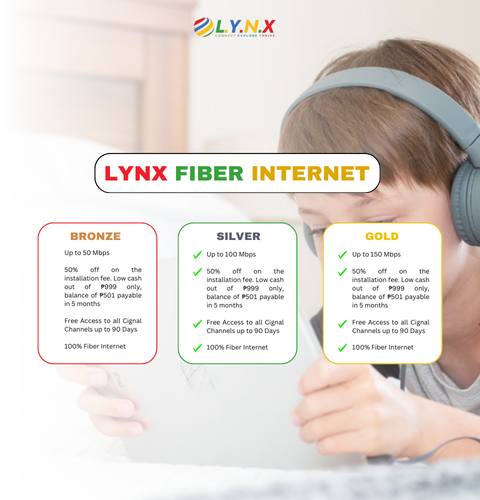 L.Y.N.X
CONNECT EXPLORE THRIVE
LYNX FIBER INTERNET
BRONZE
Up to 50 Mbps
50% off on the
installation fee. Low cash
out of ₱999 only,
balance of ₱501 payable
in 5 months
Free Access to all Cignal
Channels up to 90 Days
100% Fiber Internet
SILVER
Up to 100 Mbps
50% off on the
installation fee. Low cash
out of ₱999 only,
balance of ₱501 payable
in 5 months
Free Access to all Cignal
Channels up to 90 Days
100% Fiber Internet
GOLD
Up to 150 Mbps
50% off on the
installation fee. Low cash
out of ₱999 only,
balance of ₱501 payable
in 5 months
Free Access to all Cignal
Channels up to 90 Days
100% Fiber Internet